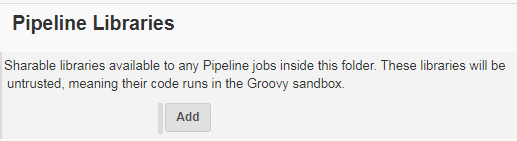 Pipeline Libraries
Sharable libraries available to any Pipeline jobs inside this folder. These libraries will be
untrusted, meaning their code runs in the Groovy sandbox.
Add